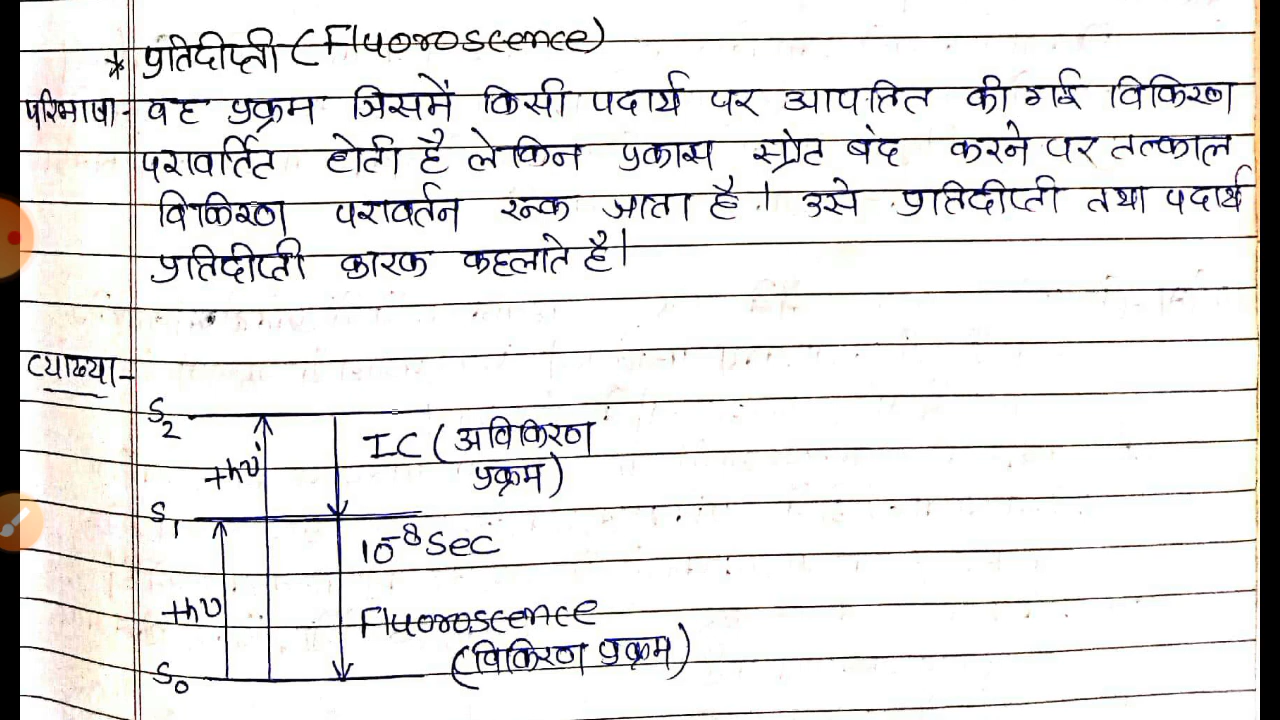 * प्रतिदीप्ती (Fluoroscence)
परिभाषा - वह प्रक्रम जिसमें किसी पदार्थ पर आपतित की गई विकिरण
परावर्तित होती है लेकिन प्रकाश स्रोत बंद करने पर तत्काल
विकिरण परावर्तन रुक जाता है। उसे प्रतिदीप्ती तथा पदार्थ
प्रतिदीप्ती कारक कहलाते है।
व्याख्या -
S₂
IC (अविकिरण
प्रक्रम)
+hν'
S₁
10⁻⁸ Sec
+hν
Fluoroscence
(विकिरण प्रक्रम)
S₀